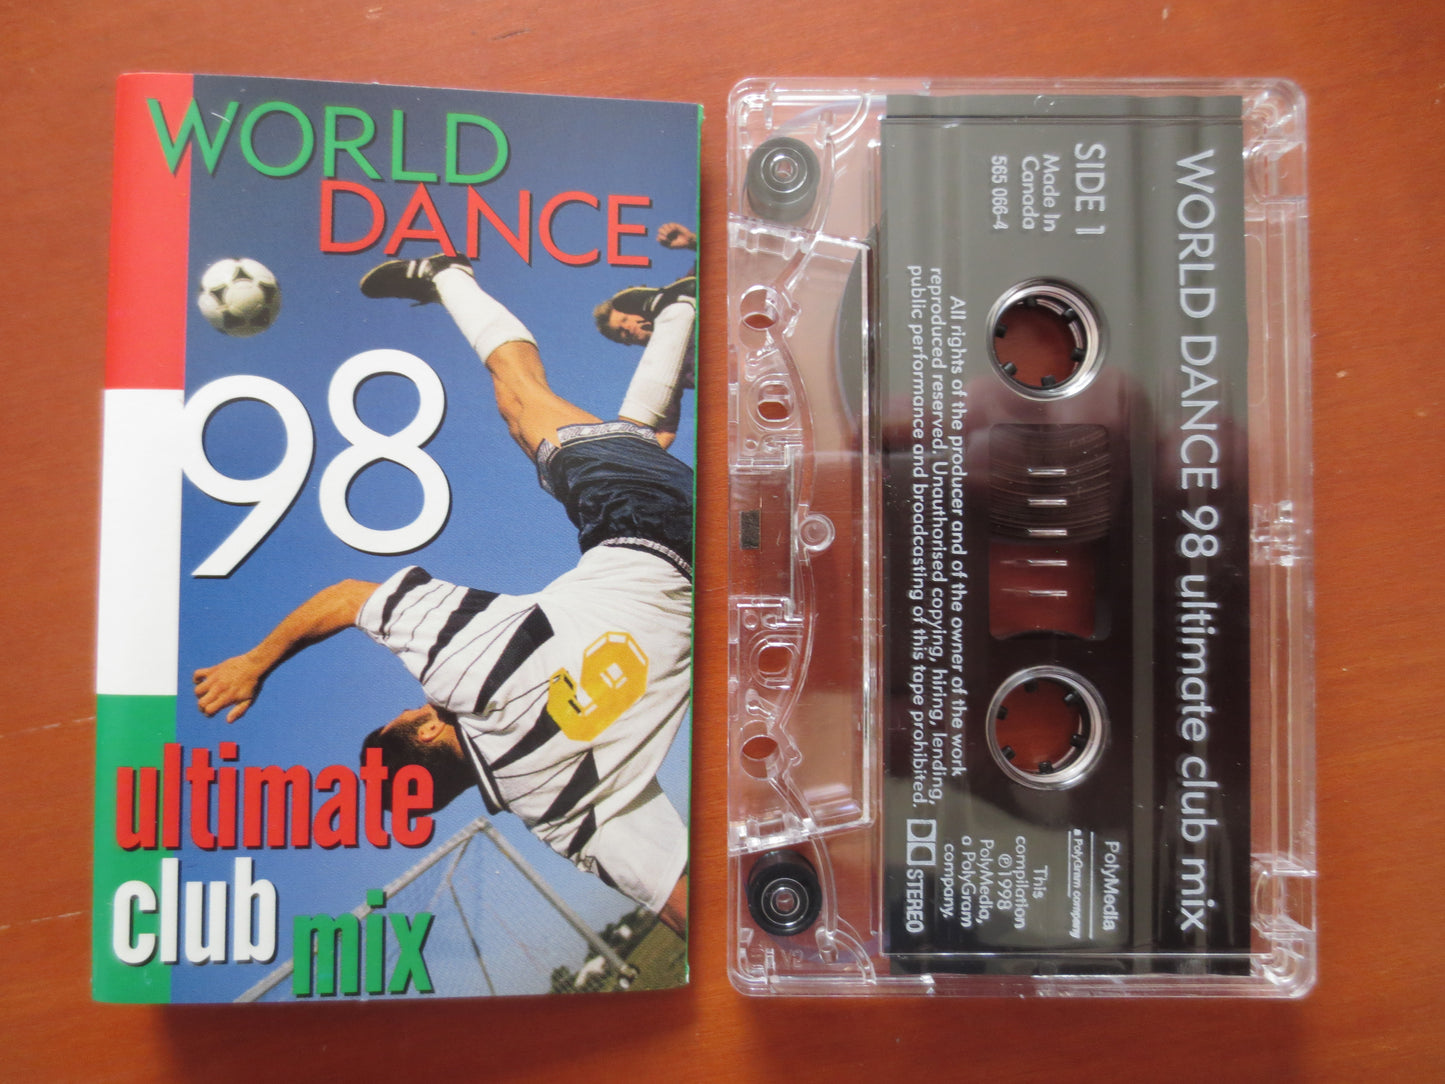 WORLD
DANCE
98
9
ultimate
club
mix
WORLD DANCE 98 ultimate club mix
SIDE 1
Made In
Canada
565 066-4
All rights of the producer and of the owner of the work
reproduced reserved. Unauthorised copying, hiring, lending,
public performance and broadcasting of this tape prohibited.
PolyMedia
a PolyGram company
This
compilation
℗1998
PolyMedia,
a PolyGram
company.
STEREO